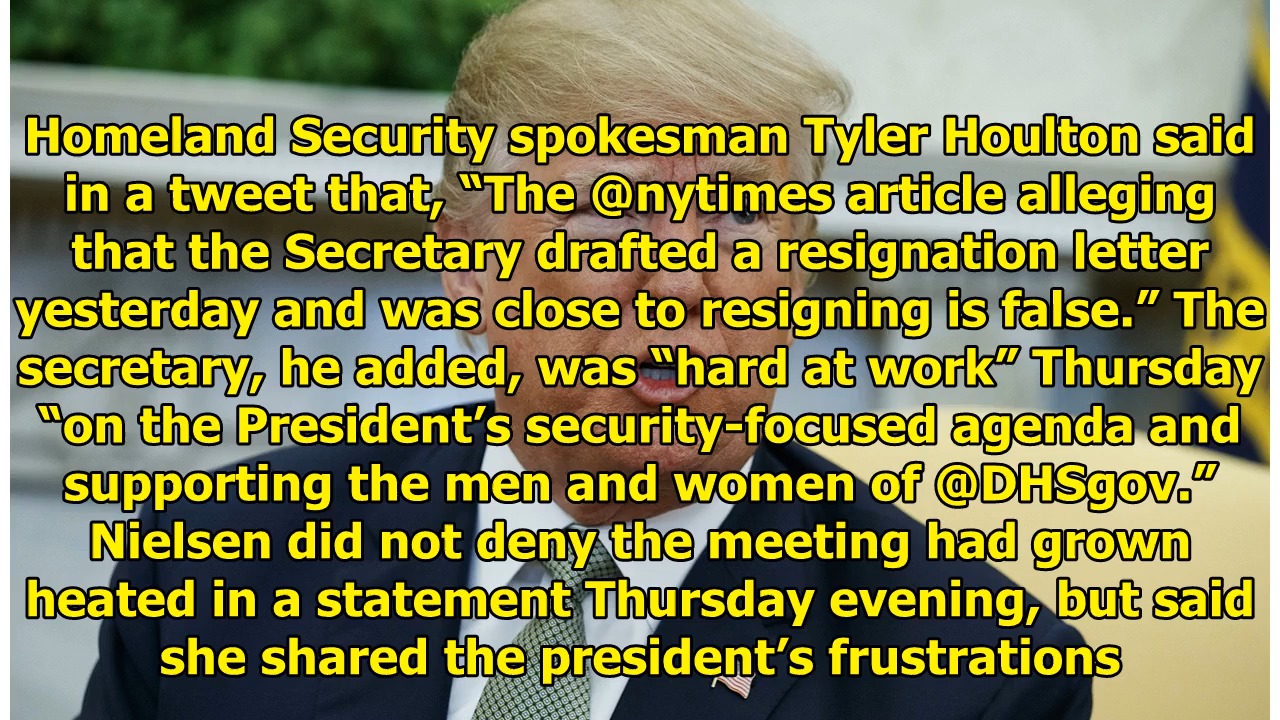 Homeland Security spokesman Tyler Houlton said
in a tweet that, “The @nytimes article alleging
that the Secretary drafted a resignation letter
yesterday and was close to resigning is false.” The
secretary, he added, was “hard at work” Thursday
“on the President’s security-focused agenda and
supporting the men and women of @DHSgov.”
Nielsen did not deny the meeting had grown
heated in a statement Thursday evening, but said
she shared the president’s frustrations